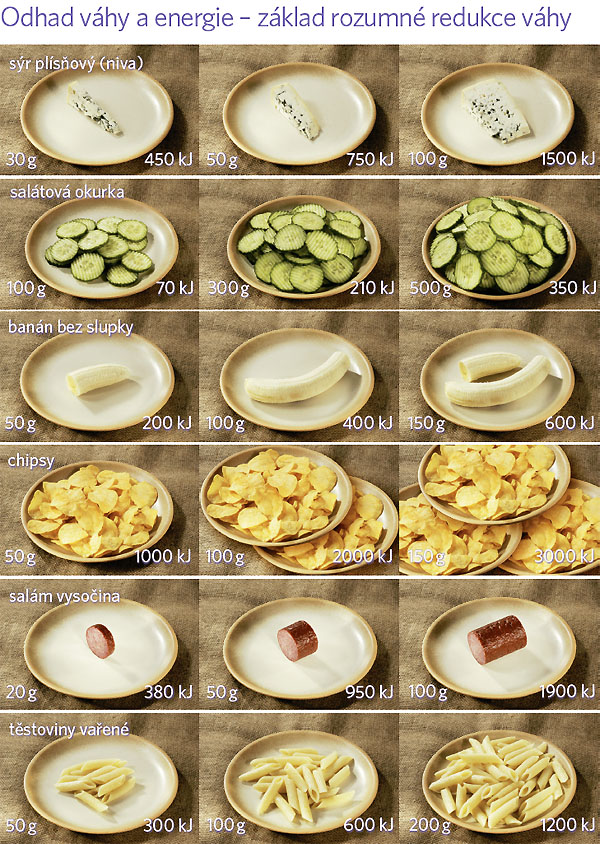 Odhad váhy a energie – základ rozumné redukce váhy
sýr plísňový (niva)
30 g 450 kJ 50 g 750 kJ 100 g 1500 kJ
salátová okurka
100 g 70 kJ 300 g 210 kJ 500 g 350 kJ
banán bez slupky
50 g 200 kJ 100 g 400 kJ 150 g 600 kJ
chipsy
50 g 1000 kJ 100 g 2000 kJ 150 g 3000 kJ
salám vysočina
20 g 380 kJ 50 g 950 kJ 100 g 1900 kJ
těstoviny vařené
50 g 300 kJ 100 g 600 kJ 200 g 1200 kJ